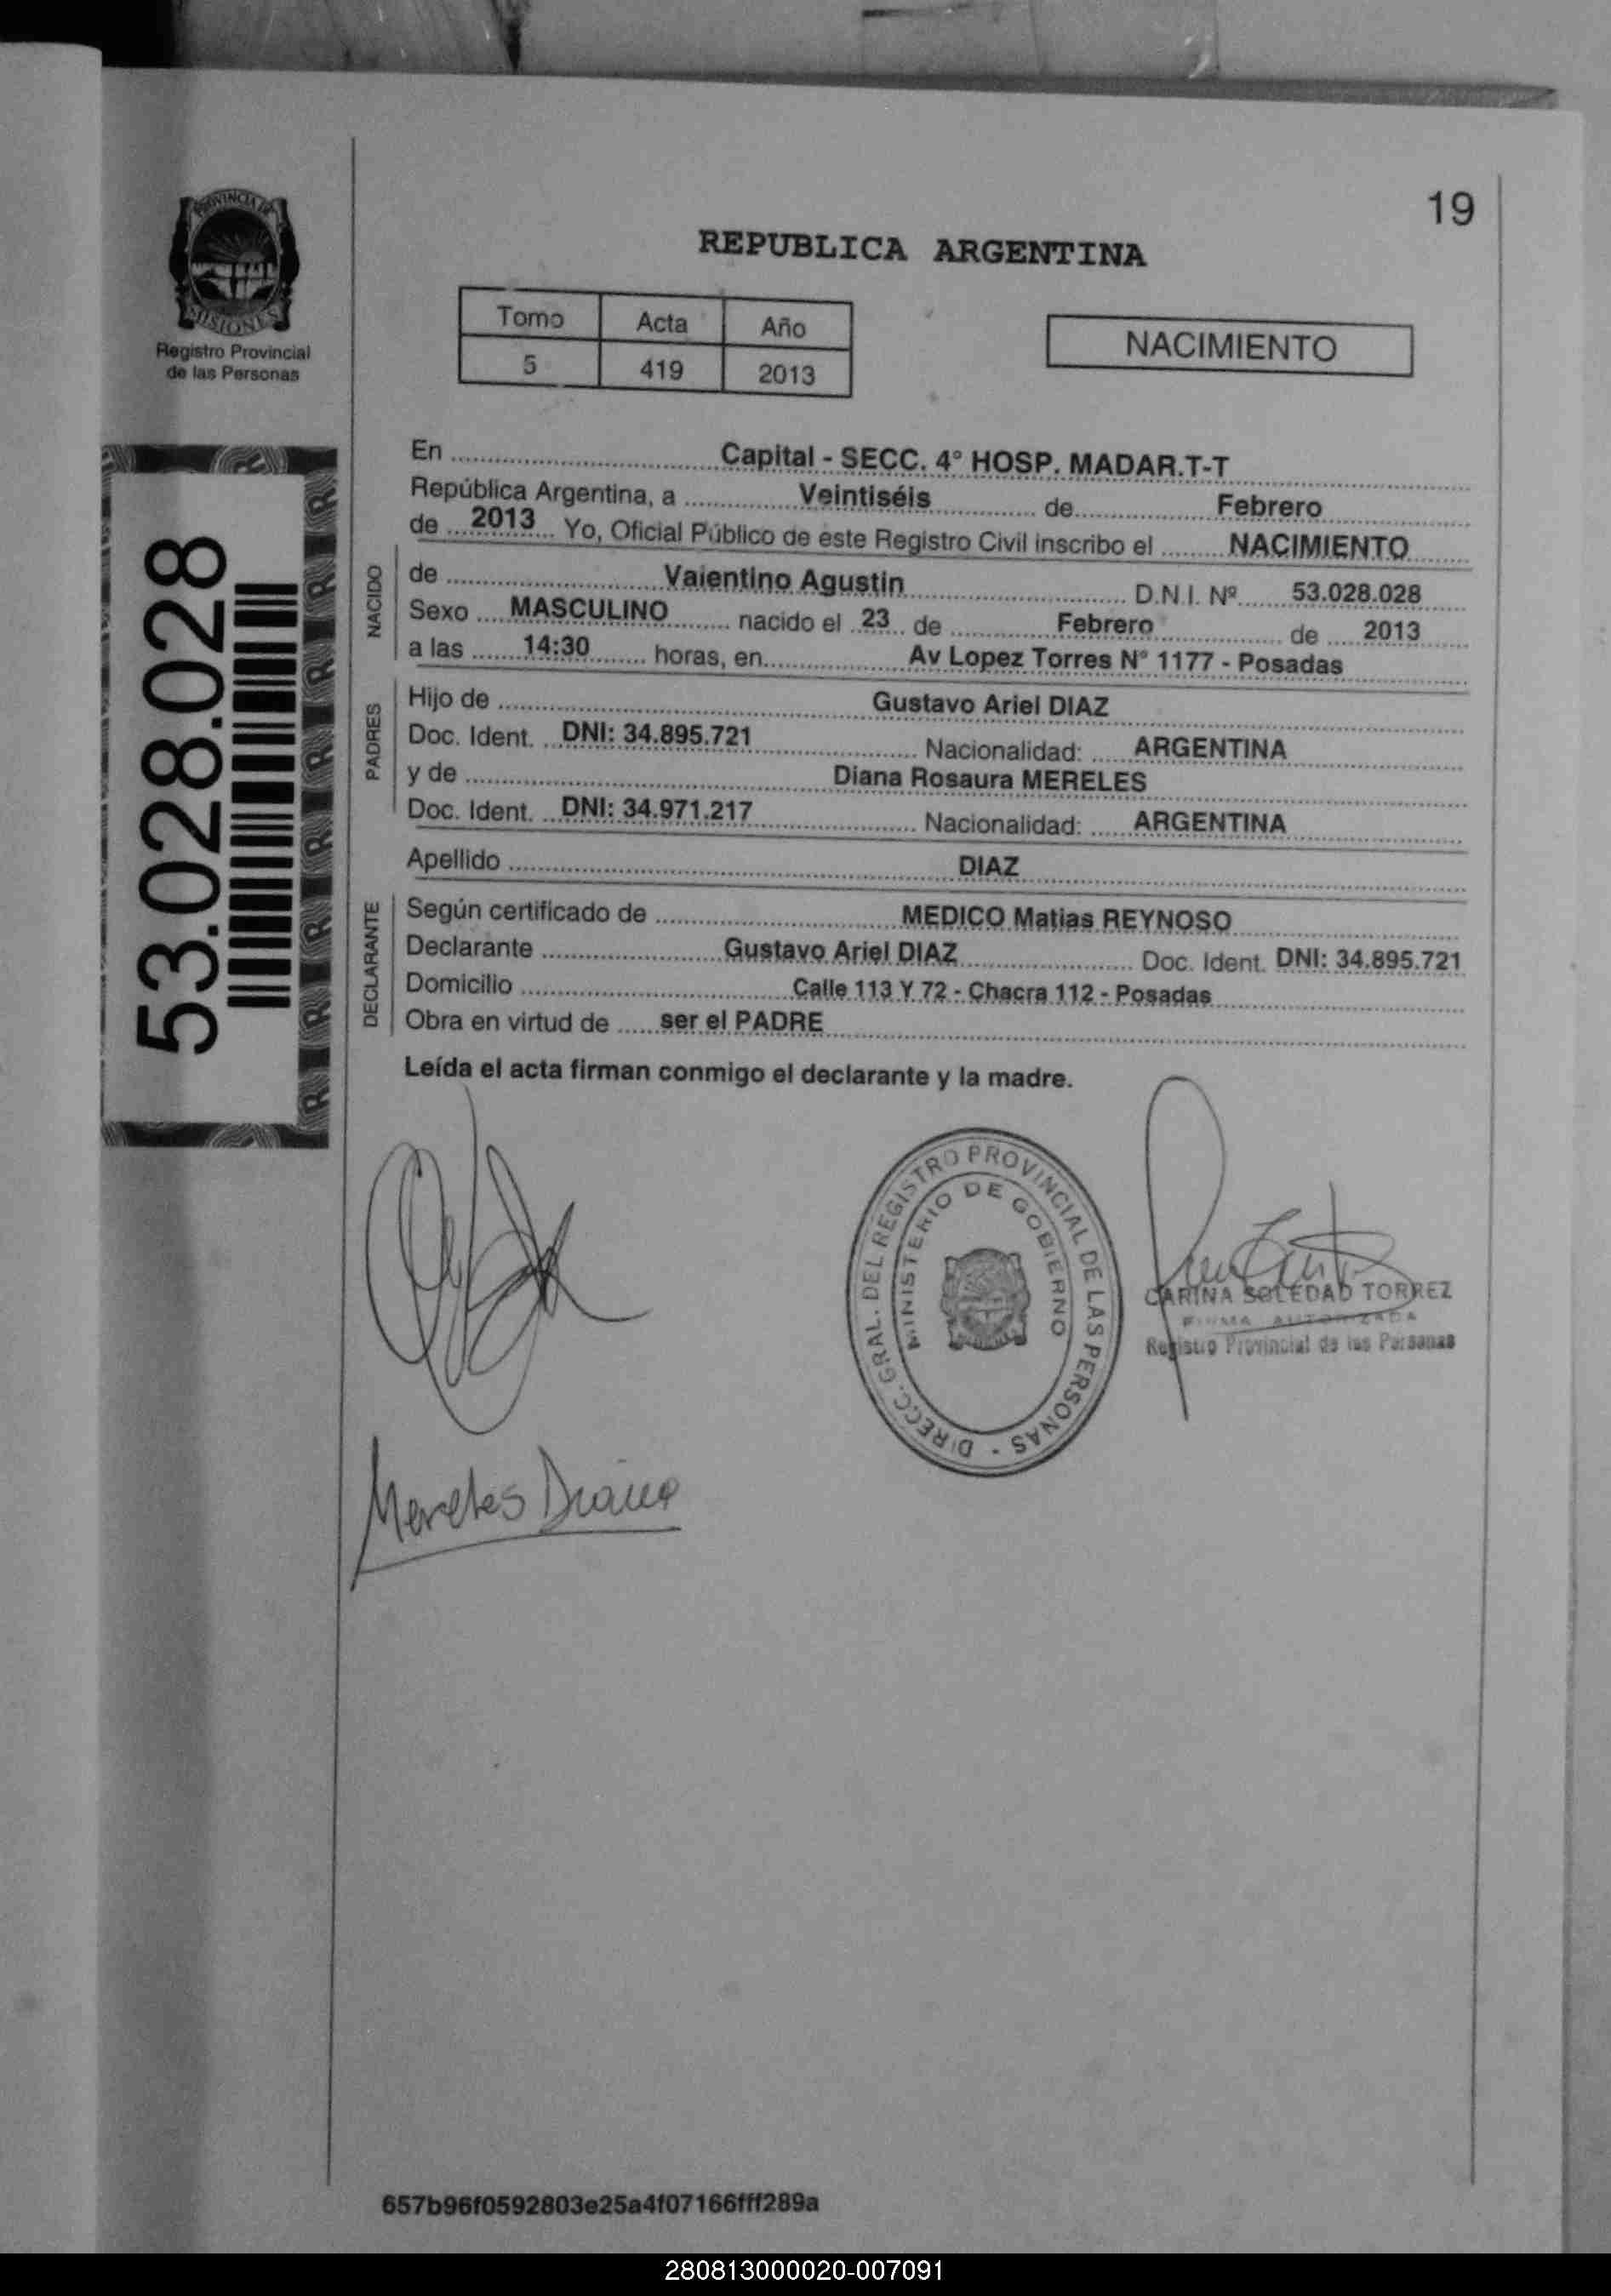 19
PROVINCIA DE
MISIONES
Registro Provincial
de las Personas
REPUBLICA ARGENTINA
Tomo Acta Año
5 419 2013
NACIMIENTO
53.028.028
En Capital - SECC. 4° HOSP. MADAR.T-T
República Argentina, a Veintiséis de Febrero
de 2013 Yo, Oficial Público de este Registro Civil inscribo el NACIMIENTO
NACIDO
de Valentino Agustin D.N.I. Nº 53.028.028
Sexo MASCULINO nacido el 23 de Febrero de 2013
a las 14:30 horas, en Av Lopez Torres N° 1177 - Posadas
PADRES
Hijo de Gustavo Ariel DIAZ
Doc. Ident. DNI: 34.895.721 Nacionalidad: ARGENTINA
y de Diana Rosaura MERELES
Doc. Ident. DNI: 34.971.217 Nacionalidad: ARGENTINA
Apellido DIAZ
DECLARANTE
Según certificado de MEDICO Matias REYNOSO
Declarante Gustavo Ariel DIAZ Doc. Ident. DNI: 34.895.721
Domicilio Calle 113 Y 72 - Chacra 112 - Posadas
Obra en virtud de ser el PADRE
Leída el acta firman conmigo el declarante y la madre.
DIRECC. GRAL. DEL REGISTRO PROVINCIAL DE LAS PERSONAS -
MINISTERIO DE GOBIERNO
CARINA SOLEDAD TORREZ
FIRMA AUTORIZADA
Registro Provincial de las Personas
Mereles Diana
657b96f0592803e25a4f07166fff289a
280813000020-007091